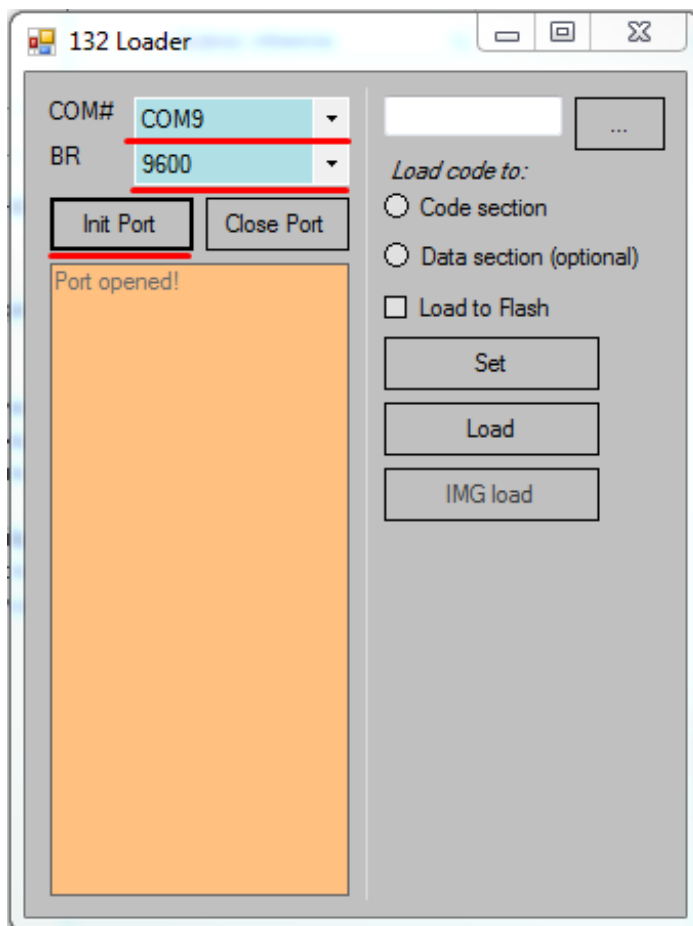 132 Loader
COM# COM9
BR 9600
Init Port Close Port
Port opened!
...
Load code to:
Code section
Data section (optional)
Load to Flash
Set
Load
IMG load